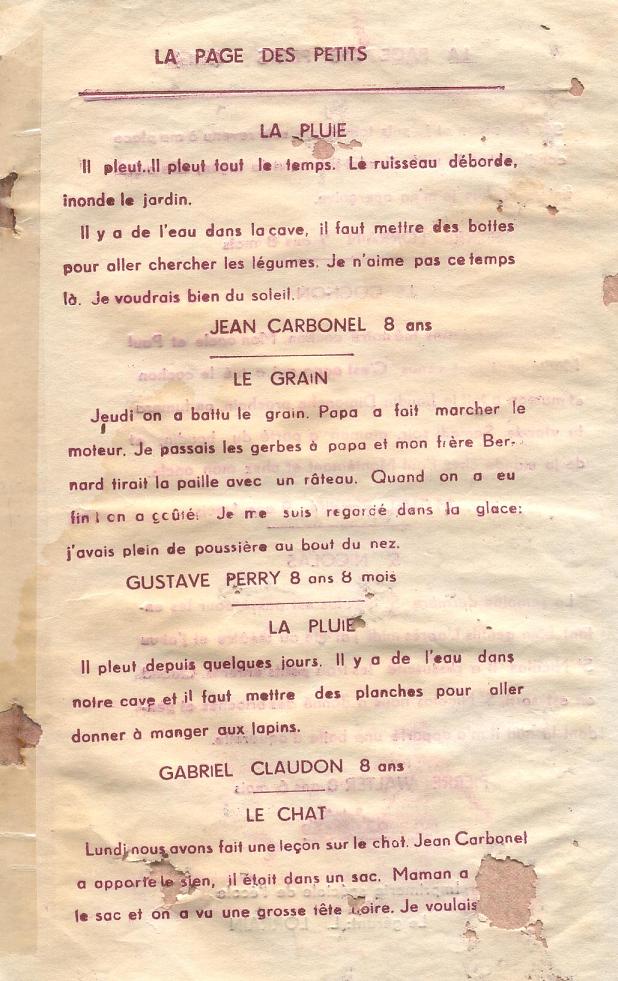 LA PAGE DES PETITS
LA PLUIE
Il pleut..Il pleut tout le temps. Le ruisseau déborde,
inonde le jardin.
Il y a de l'eau dans la cave, il faut mettre des bottes
pour aller chercher les légumes. Je n'aime pas ce temps
là. Je voudrais bien du soleil.
JEAN CARBONEL 8 ans
LE GRAIN
Jeudi on a battu le grain. Papa a fait marcher le
moteur. Je passais les gerbes à papa et mon frère Ber-
nard tirait la paille avec un râteau. Quand on a eu
fini on a goûté. Je me suis regardé dans la glace:
j'avais plein de poussière au bout du nez.
GUSTAVE PERRY 8 ans 8 mois
LA PLUIE
Il pleut depuis quelques jours. Il y a de l'eau dans
notre cave et il faut mettre des planches pour aller
donner à manger aux lapins.
GABRIEL CLAUDON 8 ans
LE CHAT
Lundi nous avons fait une leçon sur le chat. Jean Carbonel
a apporté le sien, il était dans un sac. Maman a
le sac et on a vu une grosse tête noire. Je voulais